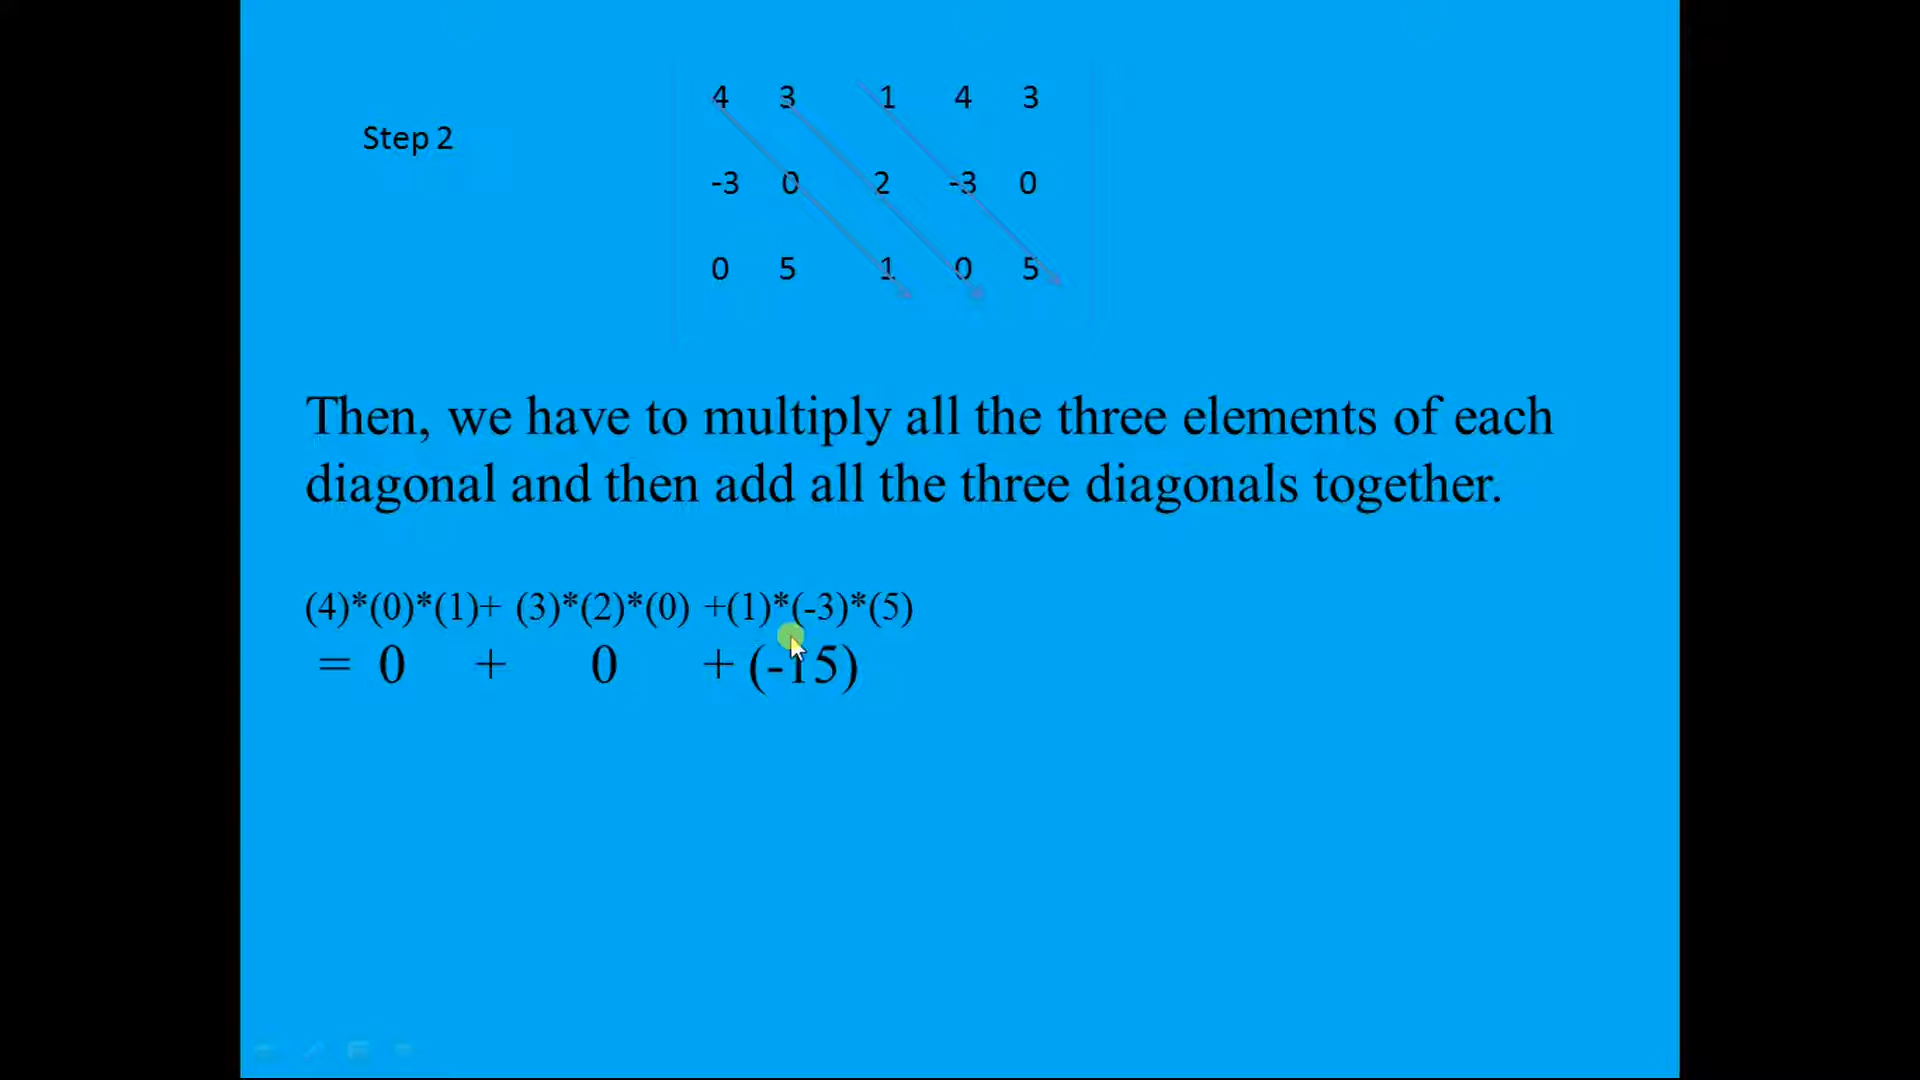 4 3 1 4 3
Step 2
-3 0 2 -3 0
0 5 1 0 5
Then, we have to multiply all the three elements of each
diagonal and then add all the three diagonals together.
(4)*(0)*(1)+ (3)*(2)*(0) +(1)*(-3)*(5)
= 0 + 0 + (-15)